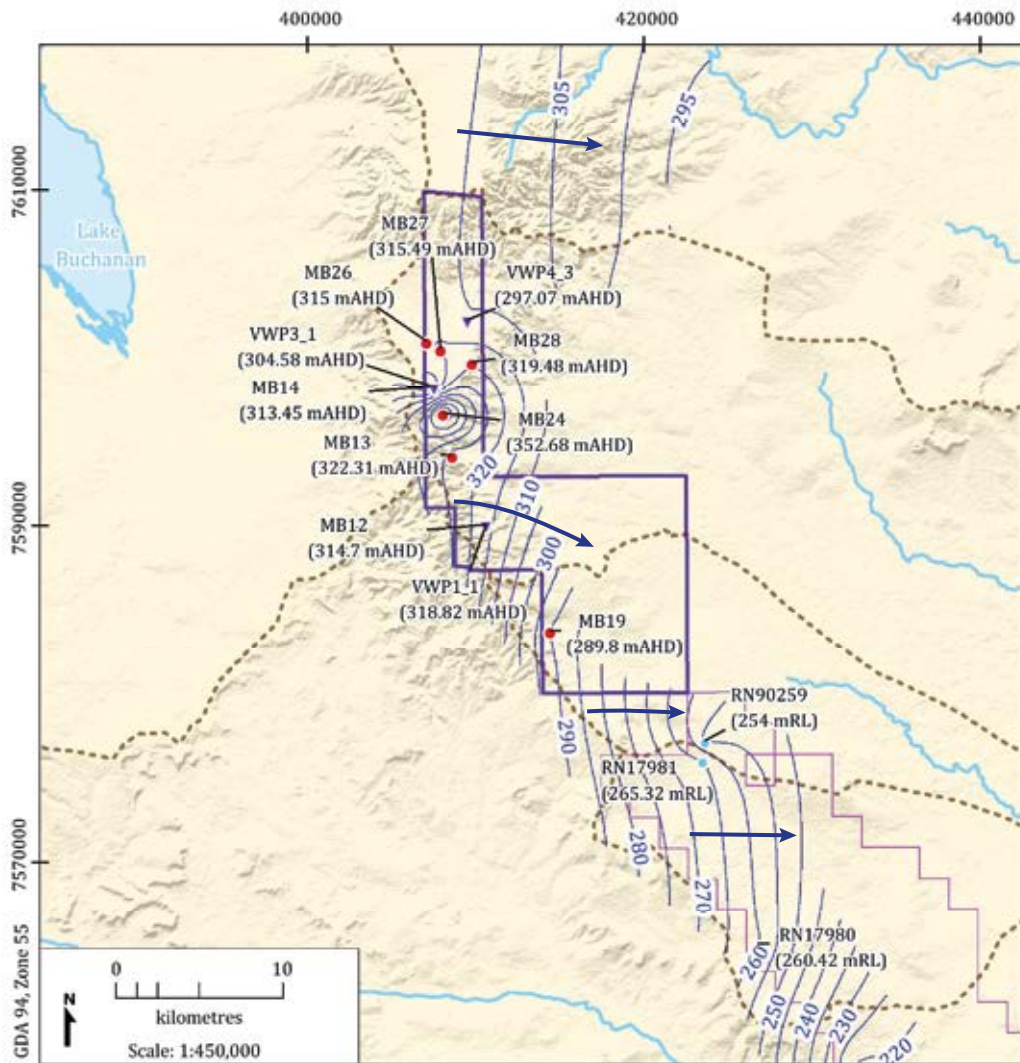 400000
420000
440000
7610000
7590000
7570000
GDA 94, Zone 55
Lake
Buchanan
305
295
MB27
(315.49 mAHD)
MB26
(315 mAHD)
VWP4_3
(297.07 mAHD)
VWP3_1
(304.58 mAHD)
MB28
(319.48 mAHD)
MB14
(313.45 mAHD)
MB24
(352.68 mAHD)
MB13
(322.31 mAHD)
320
310
MB12
(314.7 mAHD)
300
VWP1_1
(318.82 mAHD)
MB19
(289.8 mAHD)
RN90259
(254 mRL)
290
RN17981
(265.32 mRL)
280
270
RN17980
(260.42 mRL)
260
250
240
230
220
0 10
N
kilometres
Scale: 1:450,000